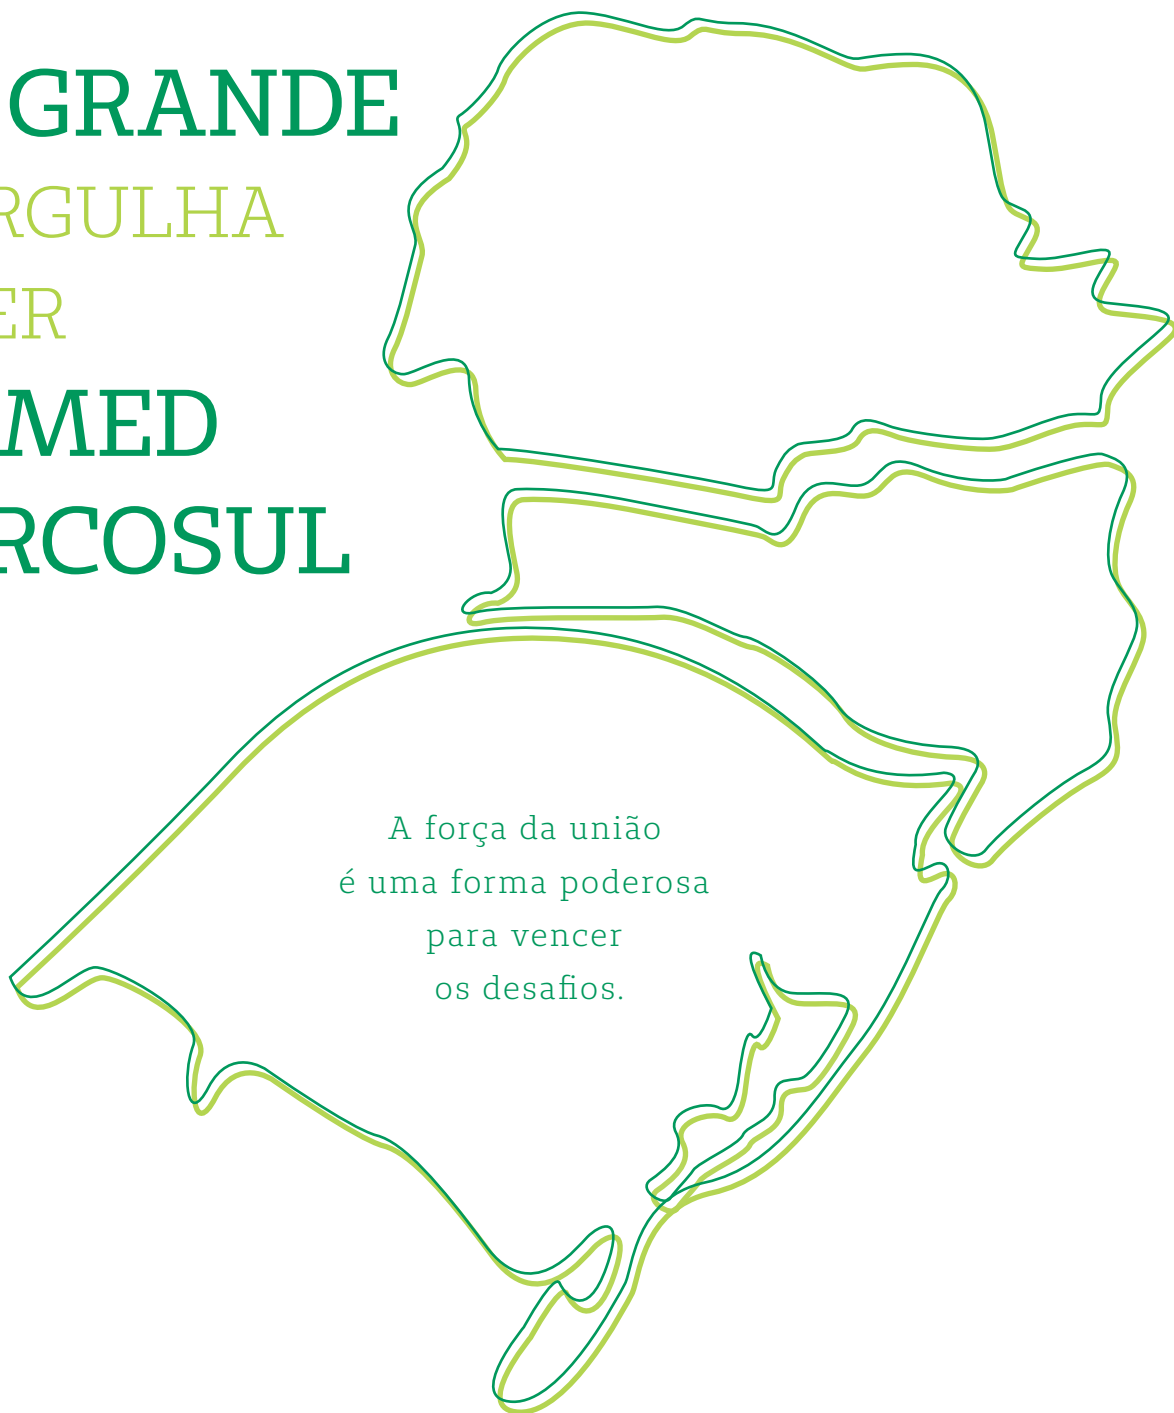 GRANDE
RGULHA
ER
MED
RCOSUL
A força da união
é uma forma poderosa
para vencer
os desafios.